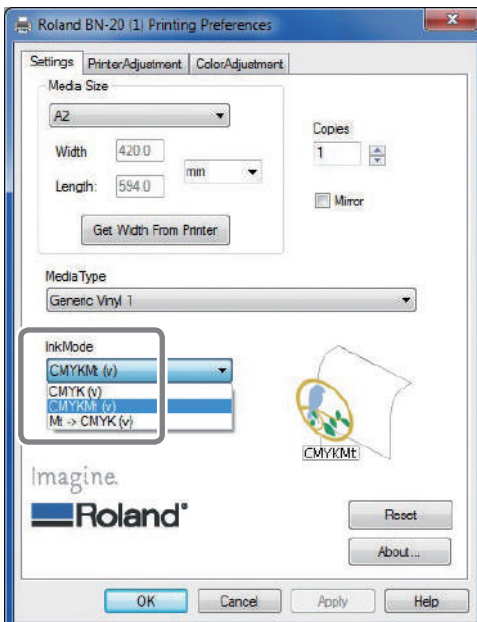 Roland BN-20 (1) Printing Preferences
Settings PrinterAdjustment ColorAdjustment
Media Size
A2
Width 420.0
mm
Length: 594.0
Get Width From Printer
Copies
1
Mirror
Media Type
Generic Vinyl 1
InkMode
CMYKMt (v)
CMYK (v)
CMYKMt (v)
Mt -> CMYK (v)
CMYKMt
Imagine.
Roland®
Reset
About...
OK Cancel Apply Help